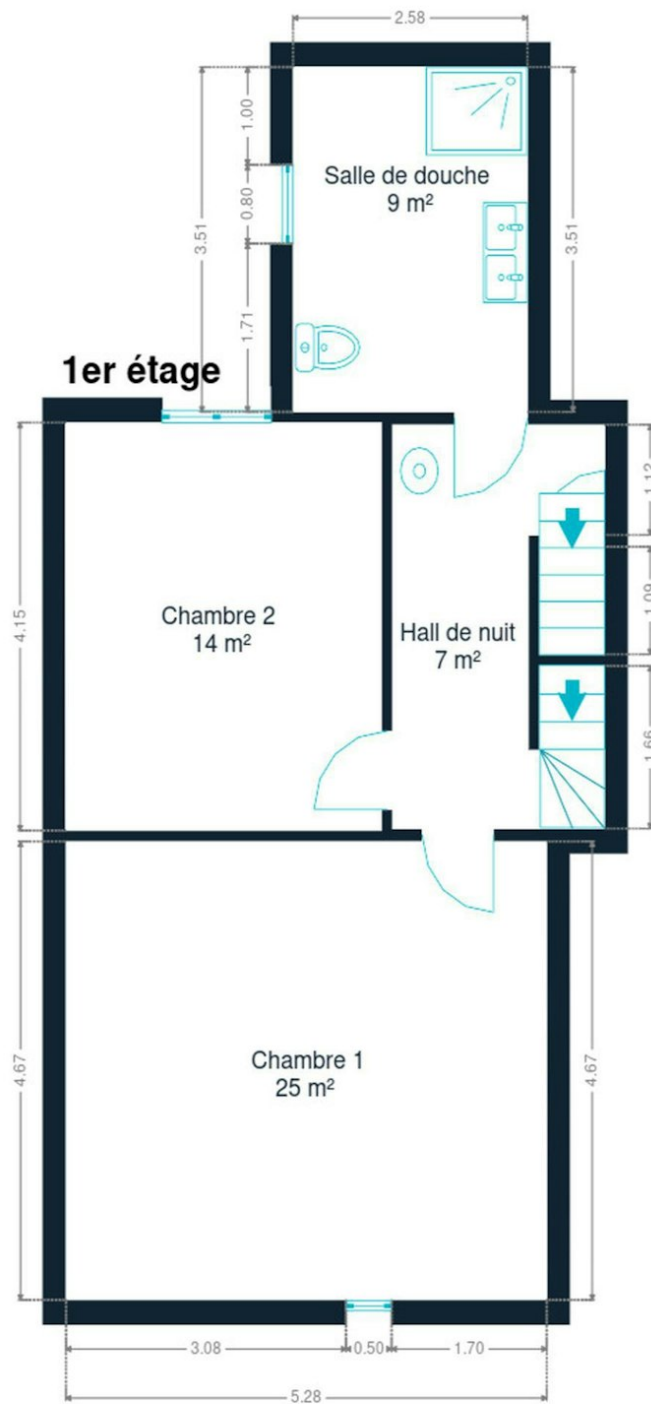 2.58
1.00
0.80
3.51
1.71
3.51
Salle de douche
9 m²
1er étage
1.12
1.09
1.66
4.15
Chambre 2
14 m²
Hall de nuit
7 m²
4.67
4.67
Chambre 1
25 m²
3.08
0.50
1.70
5.28